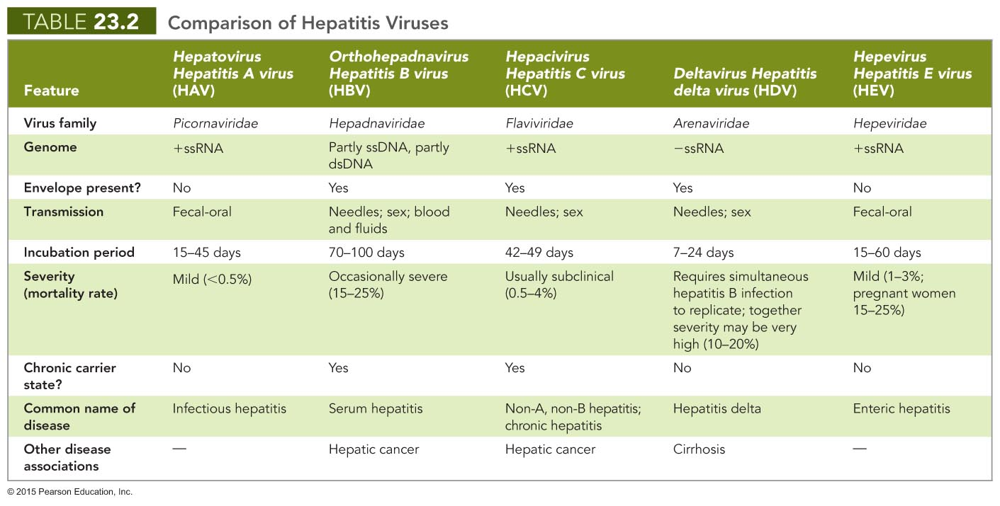 TABLE 23.2 Comparison of Hepatitis Viruses
Feature
Hepatovirus
Hepatitis A virus
(HAV)
Orthohepadnavirus
Hepatitis B virus
(HBV)
Hepacivirus
Hepatitis C virus
(HCV)
Deltavirus Hepatitis
delta virus (HDV)
Hepevirus
Hepatitis E virus
(HEV)
Virus family
Picornaviridae
Hepadnaviridae
Flaviviridae
Arenaviridae
Hepeviridae
Genome
+ssRNA
Partly ssDNA, partly
dsDNA
+ssRNA
−ssRNA
+ssRNA
Envelope present?
No
Yes
Yes
Yes
No
Transmission
Fecal-oral
Needles; sex; blood
and fluids
Needles; sex
Needles; sex
Fecal-oral
Incubation period
15–45 days
70–100 days
42–49 days
7–24 days
15–60 days
Severity
(mortality rate)
Mild (<0.5%)
Occasionally severe
(15–25%)
Usually subclinical
(0.5–4%)
Requires simultaneous
hepatitis B infection
to replicate; together
severity may be very
high (10–20%)
Mild (1–3%;
pregnant women
15–25%)
Chronic carrier
state?
No
Yes
Yes
No
No
Common name of
disease
Infectious hepatitis
Serum hepatitis
Non-A, non-B hepatitis;
chronic hepatitis
Hepatitis delta
Enteric hepatitis
Other disease
associations
—
Hepatic cancer
Hepatic cancer
Cirrhosis
—
© 2015 Pearson Education, Inc.